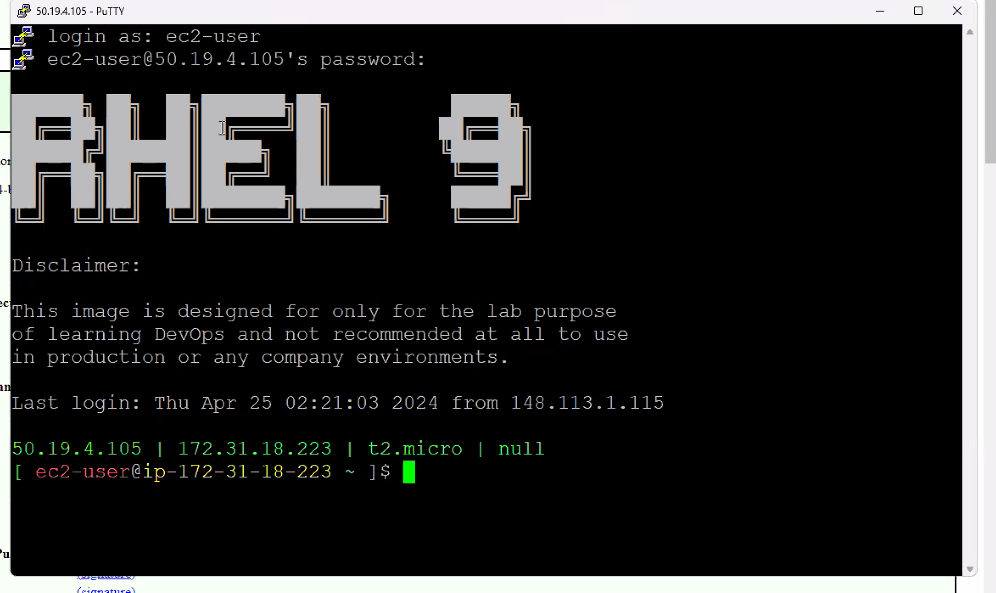 50.19.4.105 - PuTTY
login as: ec2-user
ec2-user@50.19.4.105's password:
RHEL 9
Disclaimer:
This image is designed for only for the lab purpose
of learning DevOps and not recommended at all to use
in production or any company environments.
Last login: Thu Apr 25 02:21:03 2024 from 148.113.1.115
50.19.4.105 | 172.31.18.223 | t2.micro | null
[ ec2-user@ip-172-31-18-223 ~ ]$
(signature)